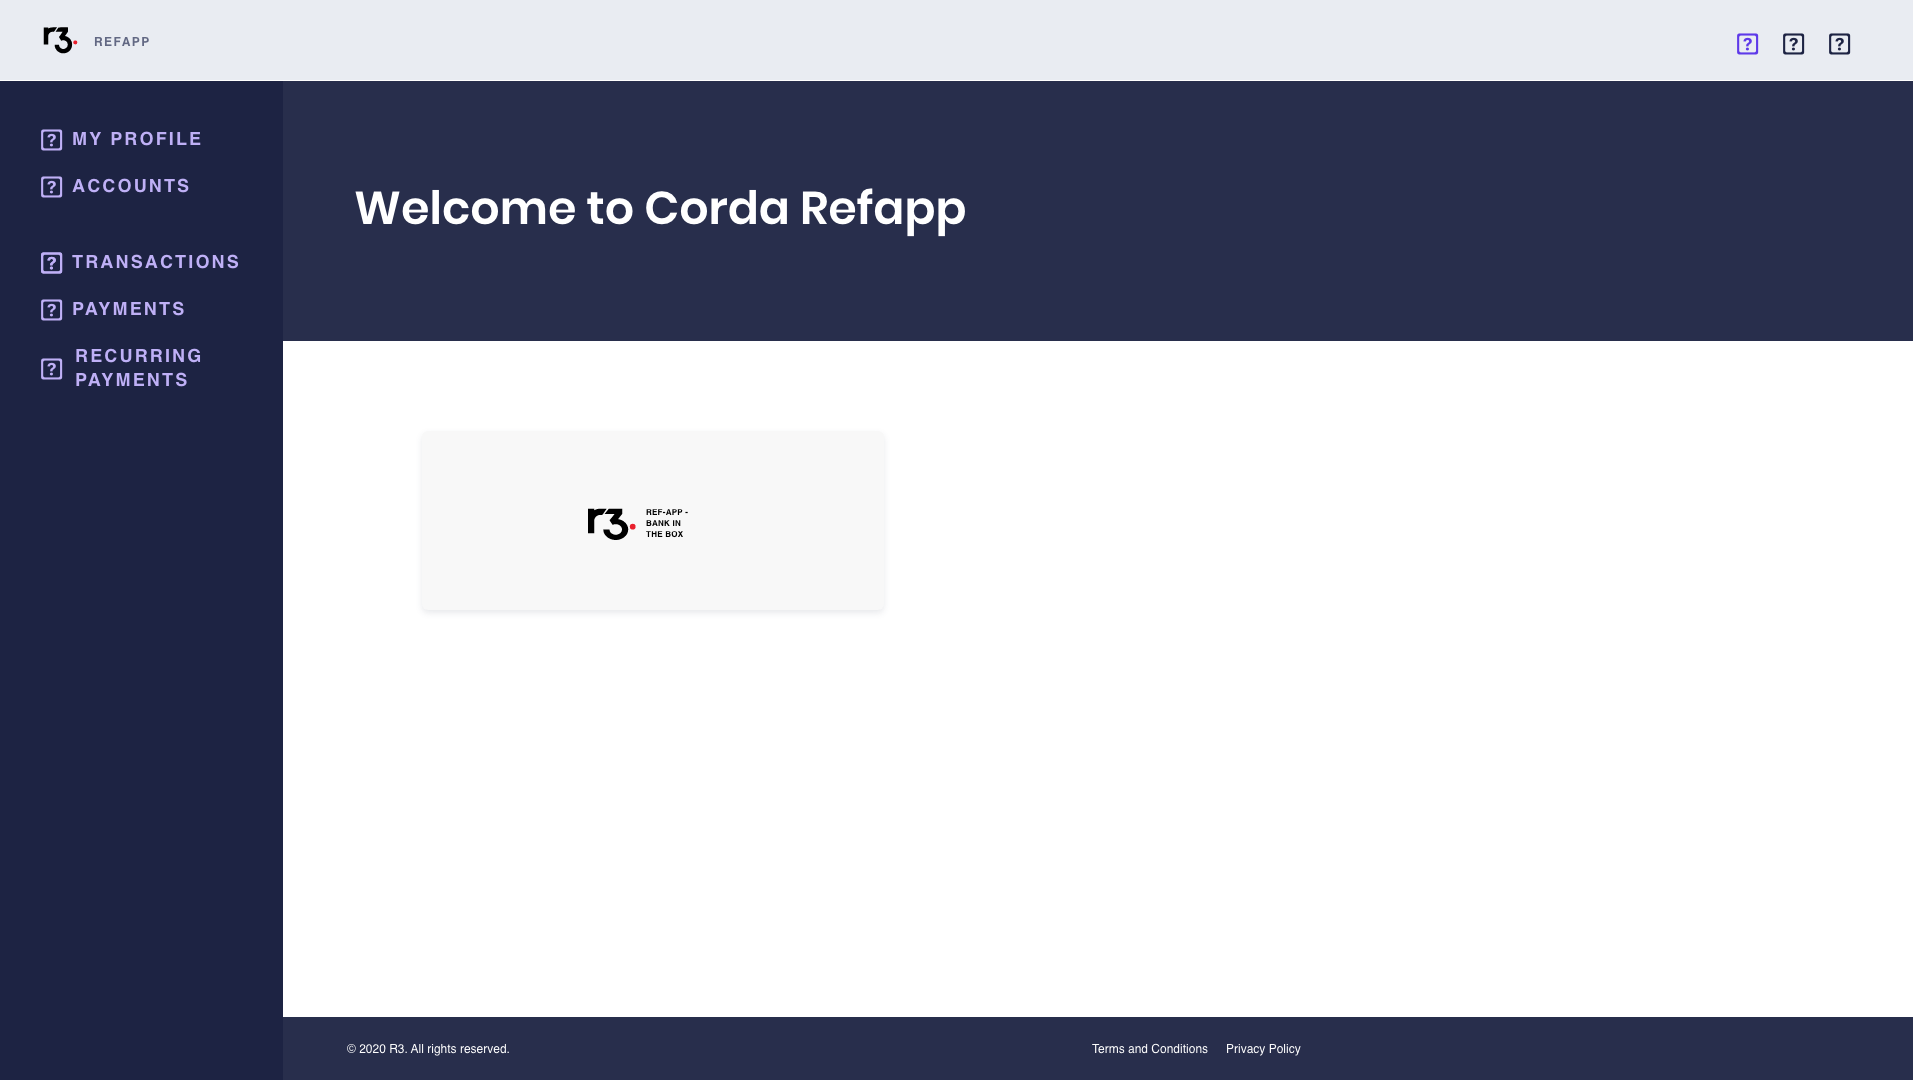 r3.
REFAPP
MY PROFILE
ACCOUNTS
TRANSACTIONS
PAYMENTS
RECURRING
PAYMENTS
Welcome to Corda Refapp
r3.
REF-APP -
BANK IN
THE BOX
© 2020 R3. All rights reserved.
Terms and Conditions
Privacy Policy